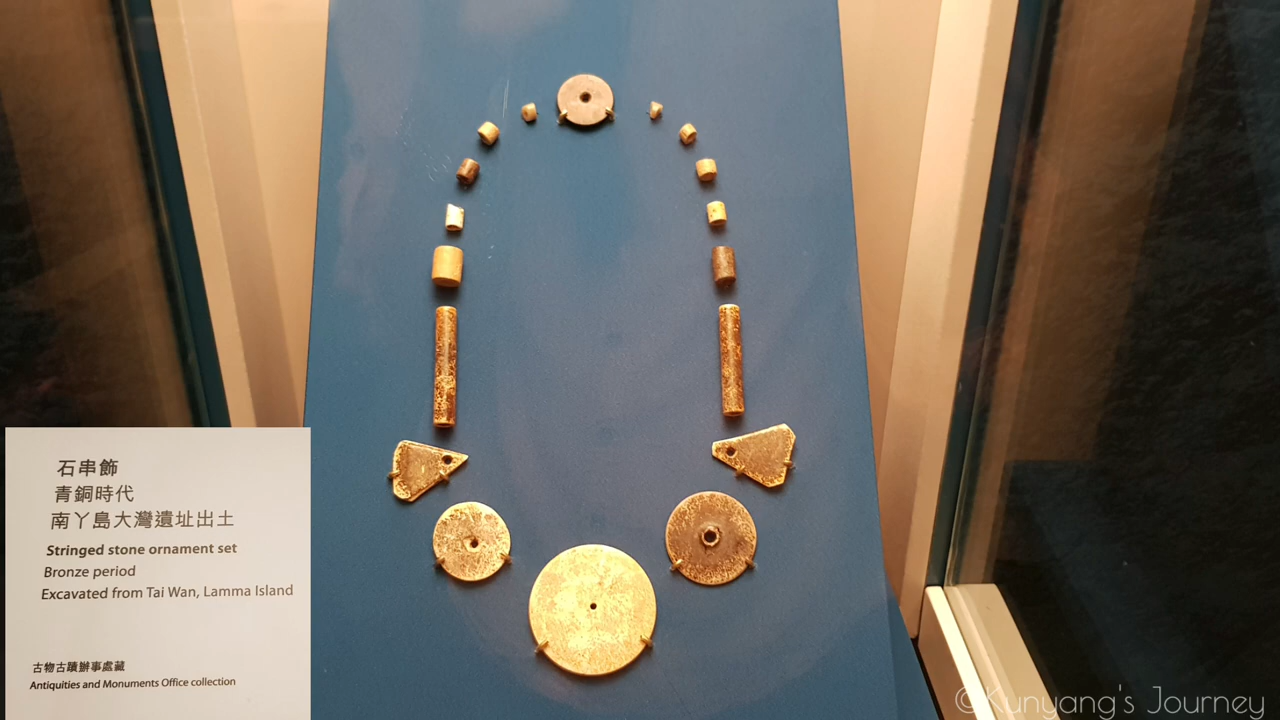 石串飾
青銅時代
南丫島大灣遺址出土
Stringed stone ornament set
Bronze period
Excavated from Tai Wan, Lamma Island
古物古蹟辦事處藏
Antiquities and Monuments Office collection
©Kunyang's Journey